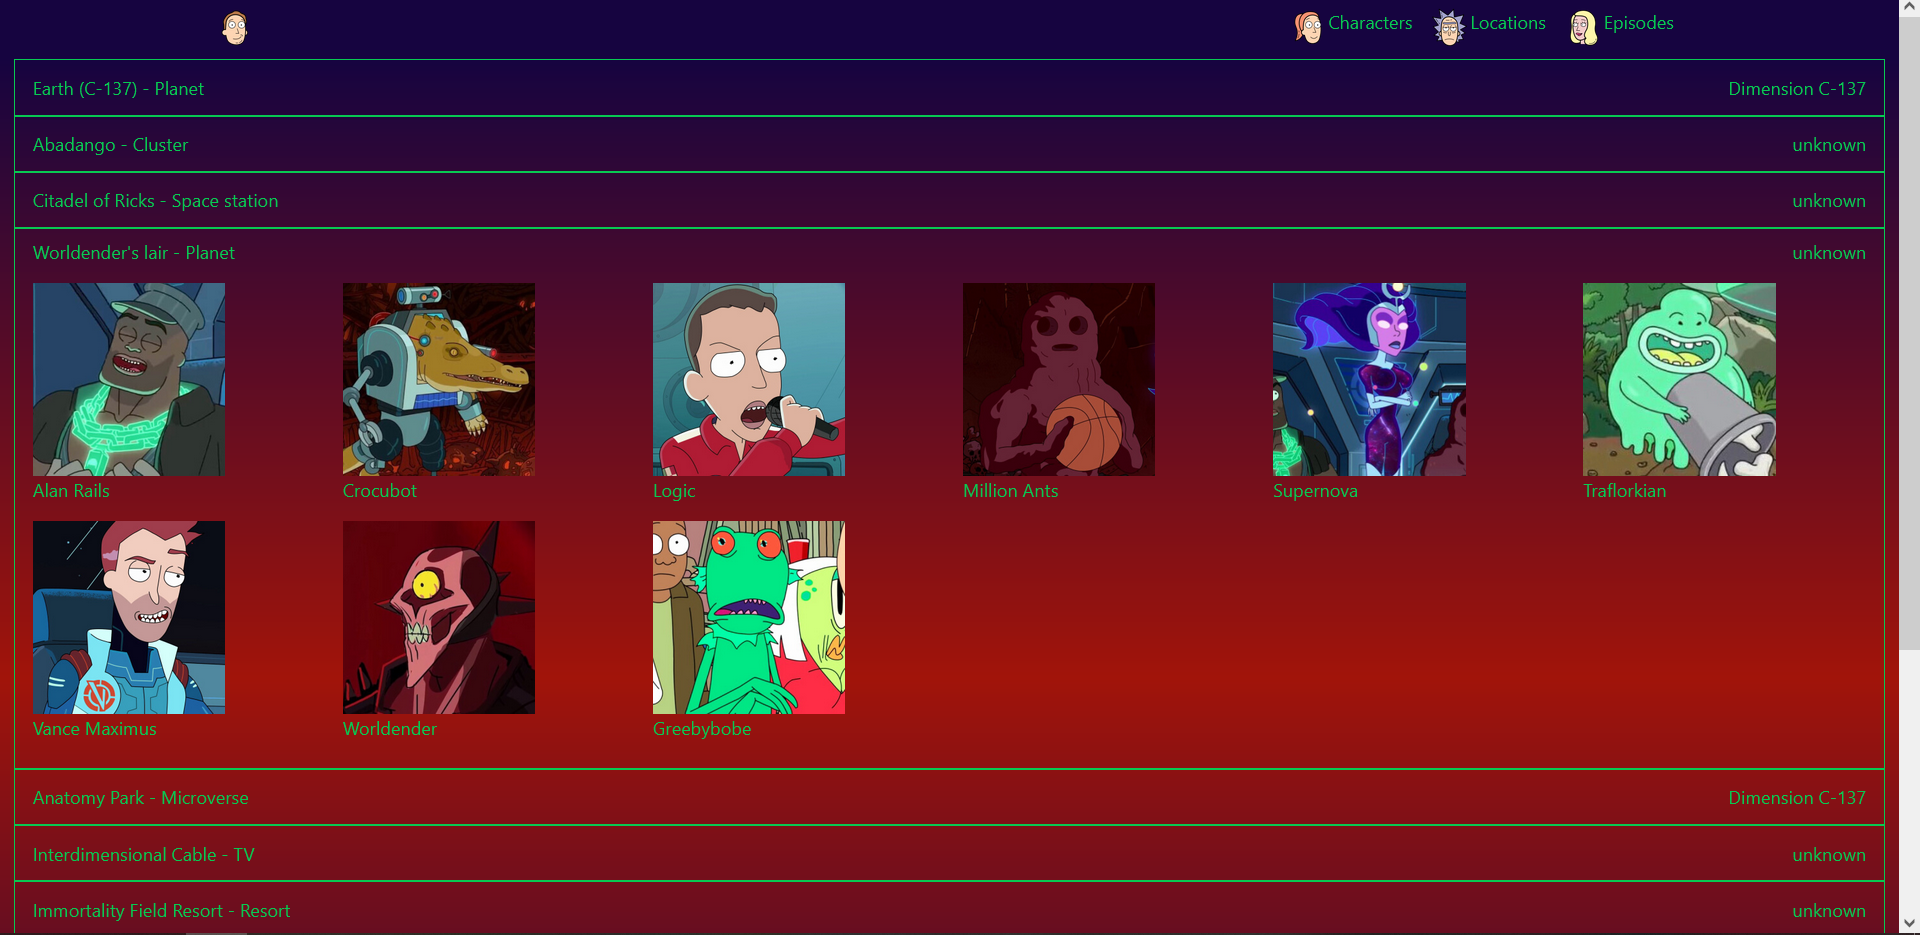 Characters Locations Episodes
Earth (C-137) - Planet Dimension C-137
Abadango - Cluster unknown
Citadel of Ricks - Space station unknown
Worldender's lair - Planet unknown
Alan Rails Crocubot Logic Million Ants Supernova Traflorkian
Vance Maximus Worldender Greebybobe
Anatomy Park - Microverse Dimension C-137
Interdimensional Cable - TV unknown
Immortality Field Resort - Resort unknown